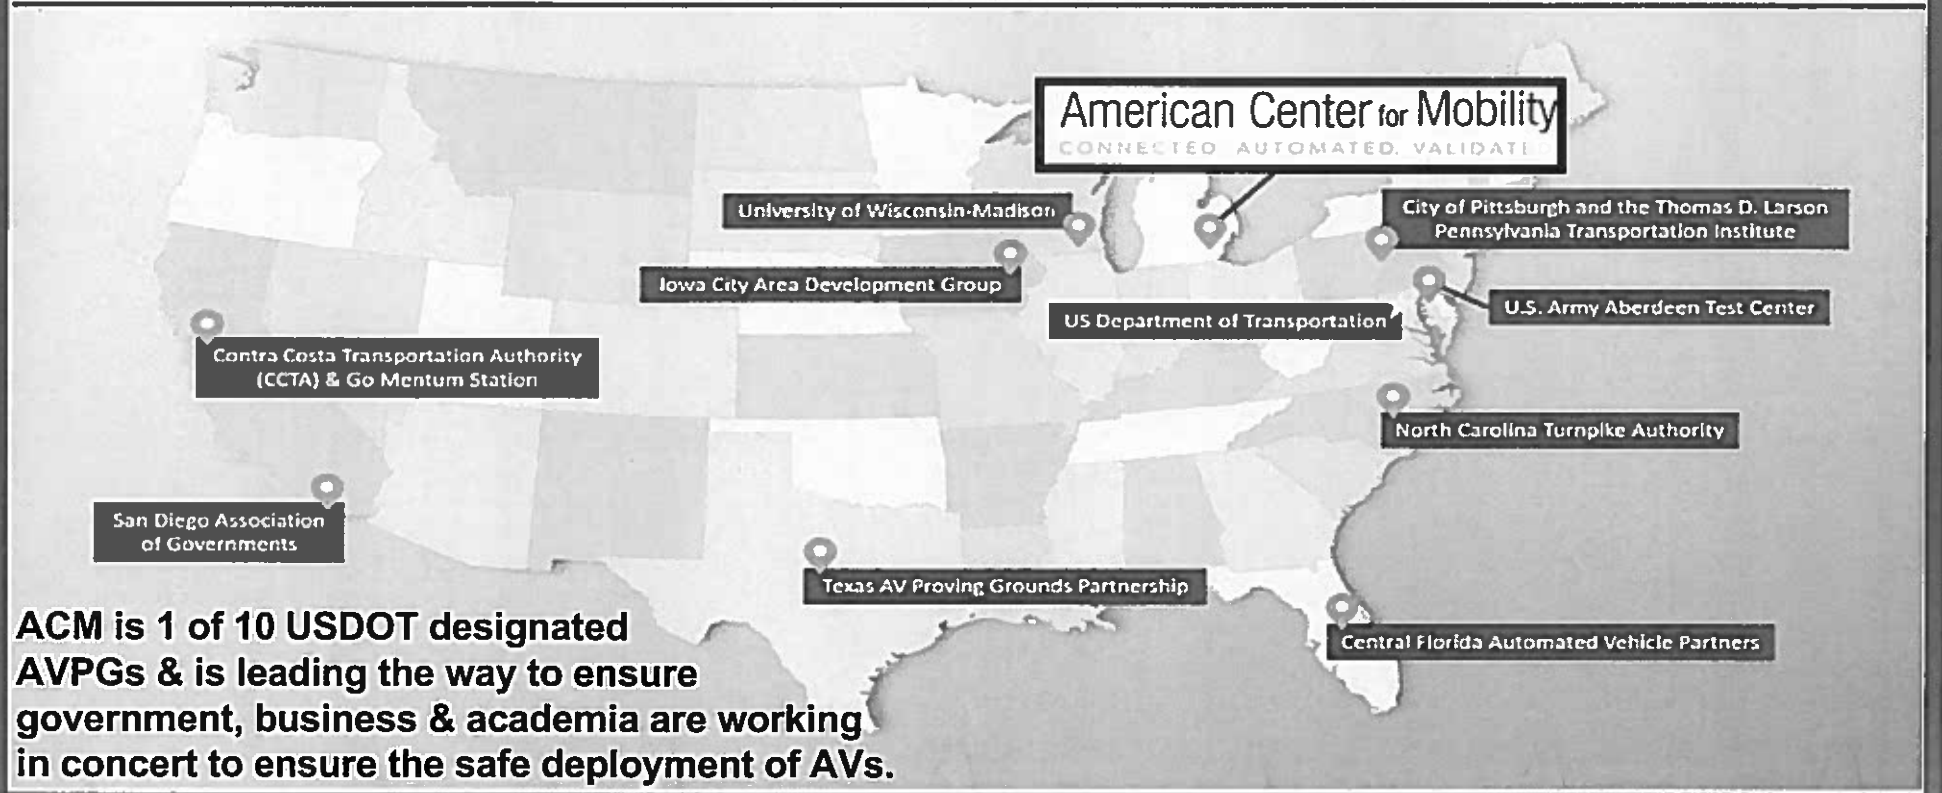 American Center for Mobility
CONNECTED. AUTOMATED. VALIDATED
University of Wisconsin-Madison
City of Pittsburgh and the Thomas D. Larson
Pennsylvania Transportation Institute
Iowa City Area Development Group
US Department of Transportation
U.S. Army Aberdeen Test Center
Contra Costa Transportation Authority
(CCTA) & Go Mentum Station
North Carolina Turnpike Authority
San Diego Association
of Governments
Texas AV Proving Grounds Partnership
Central Florida Automated Vehicle Partners
ACM is 1 of 10 USDOT designated
AVPGs & is leading the way to ensure
government, business & academia are working
in concert to ensure the safe deployment of AVs.